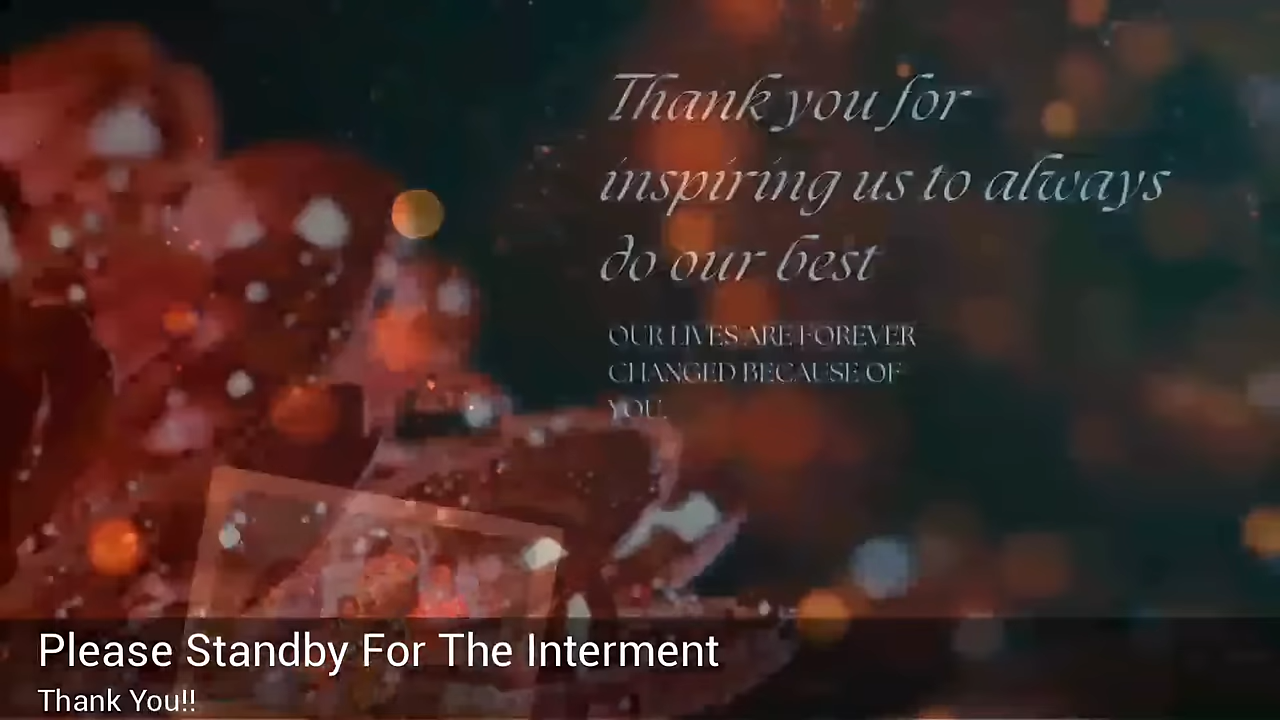 Thank you for
inspiring us to always
do our best
OUR LIVES ARE FOREVER
CHANGED BECAUSE OF
YOU.
Please Standby For The Interment
Thank You!!